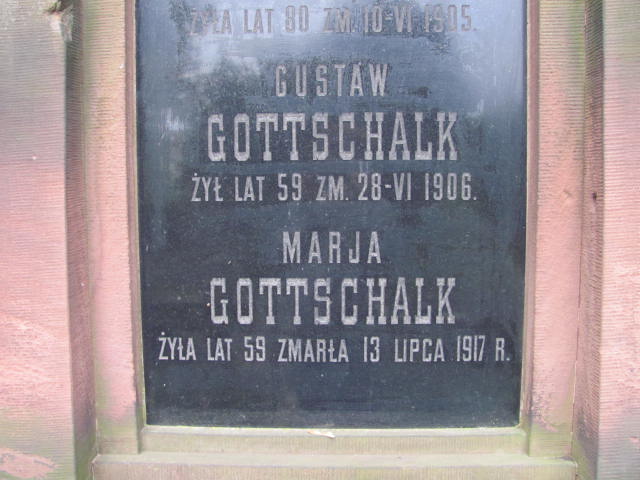 ŻYŁA LAT 80 ZM. 10-VI 1905.
GUSTAW
GOTTSCHALK
ŻYŁ LAT 59 ZM. 28-VI 1906.
MARJA
GOTTSCHALK
ŻYŁA LAT 59 ZMARŁA 13 LIPCA 1917 R.